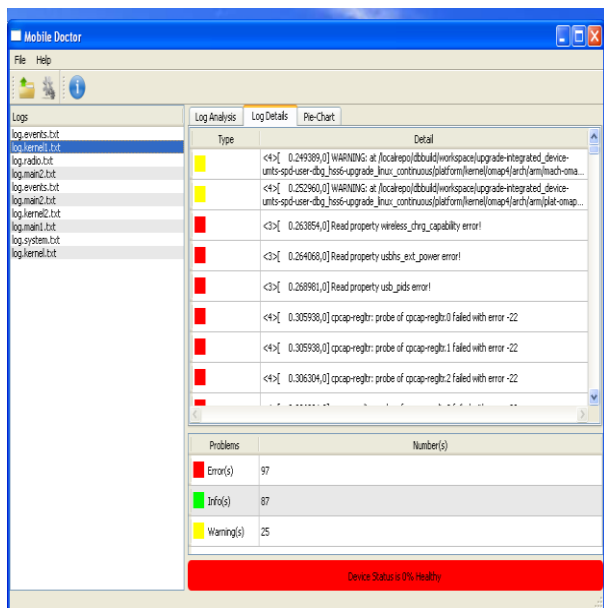 Mobile Doctor
File Help
Logs
log.events.txt
log.kernel1.txt
log.radio.txt
log.main2.txt
log.events.txt
log.main2.txt
log.kernel2.txt
log.main1.txt
log.system.txt
log.kernel.txt
Log Analysis Log Details Pie-Chart
Type Detail
<4>[ 0.249389,0] WARNING: at /localrepo/dbbuild/workspace/upgrade-integrated_device-
umts-spd-user-dbg_hss6-upgrade_linux_continuous/platform/kernel/omap4/arch/arm/mach-oma...
<4>[ 0.252960,0] WARNING: at /localrepo/dbbuild/workspace/upgrade-integrated_device-
umts-spd-user-dbg_hss6-upgrade_linux_continuous/platform/kernel/omap4/arch/arm/plat-omap...
<3>[ 0.263854,0] Read property wireless_chrg_capability error!
<3>[ 0.264068,0] Read property usbhs_ext_power error!
<3>[ 0.268981,0] Read property usb_pids error!
<4>[ 0.305938,0] cpcap-regltr: probe of cpcap-regltr.0 failed with error -22
<4>[ 0.305938,0] cpcap-regltr: probe of cpcap-regltr.1 failed with error -22
<4>[ 0.306304,0] cpcap-regltr: probe of cpcap-regltr.2 failed with error -22
Problems Number(s)
Error(s) 97
Info(s) 87
Warning(s) 25
Device Status is 0% Healthy